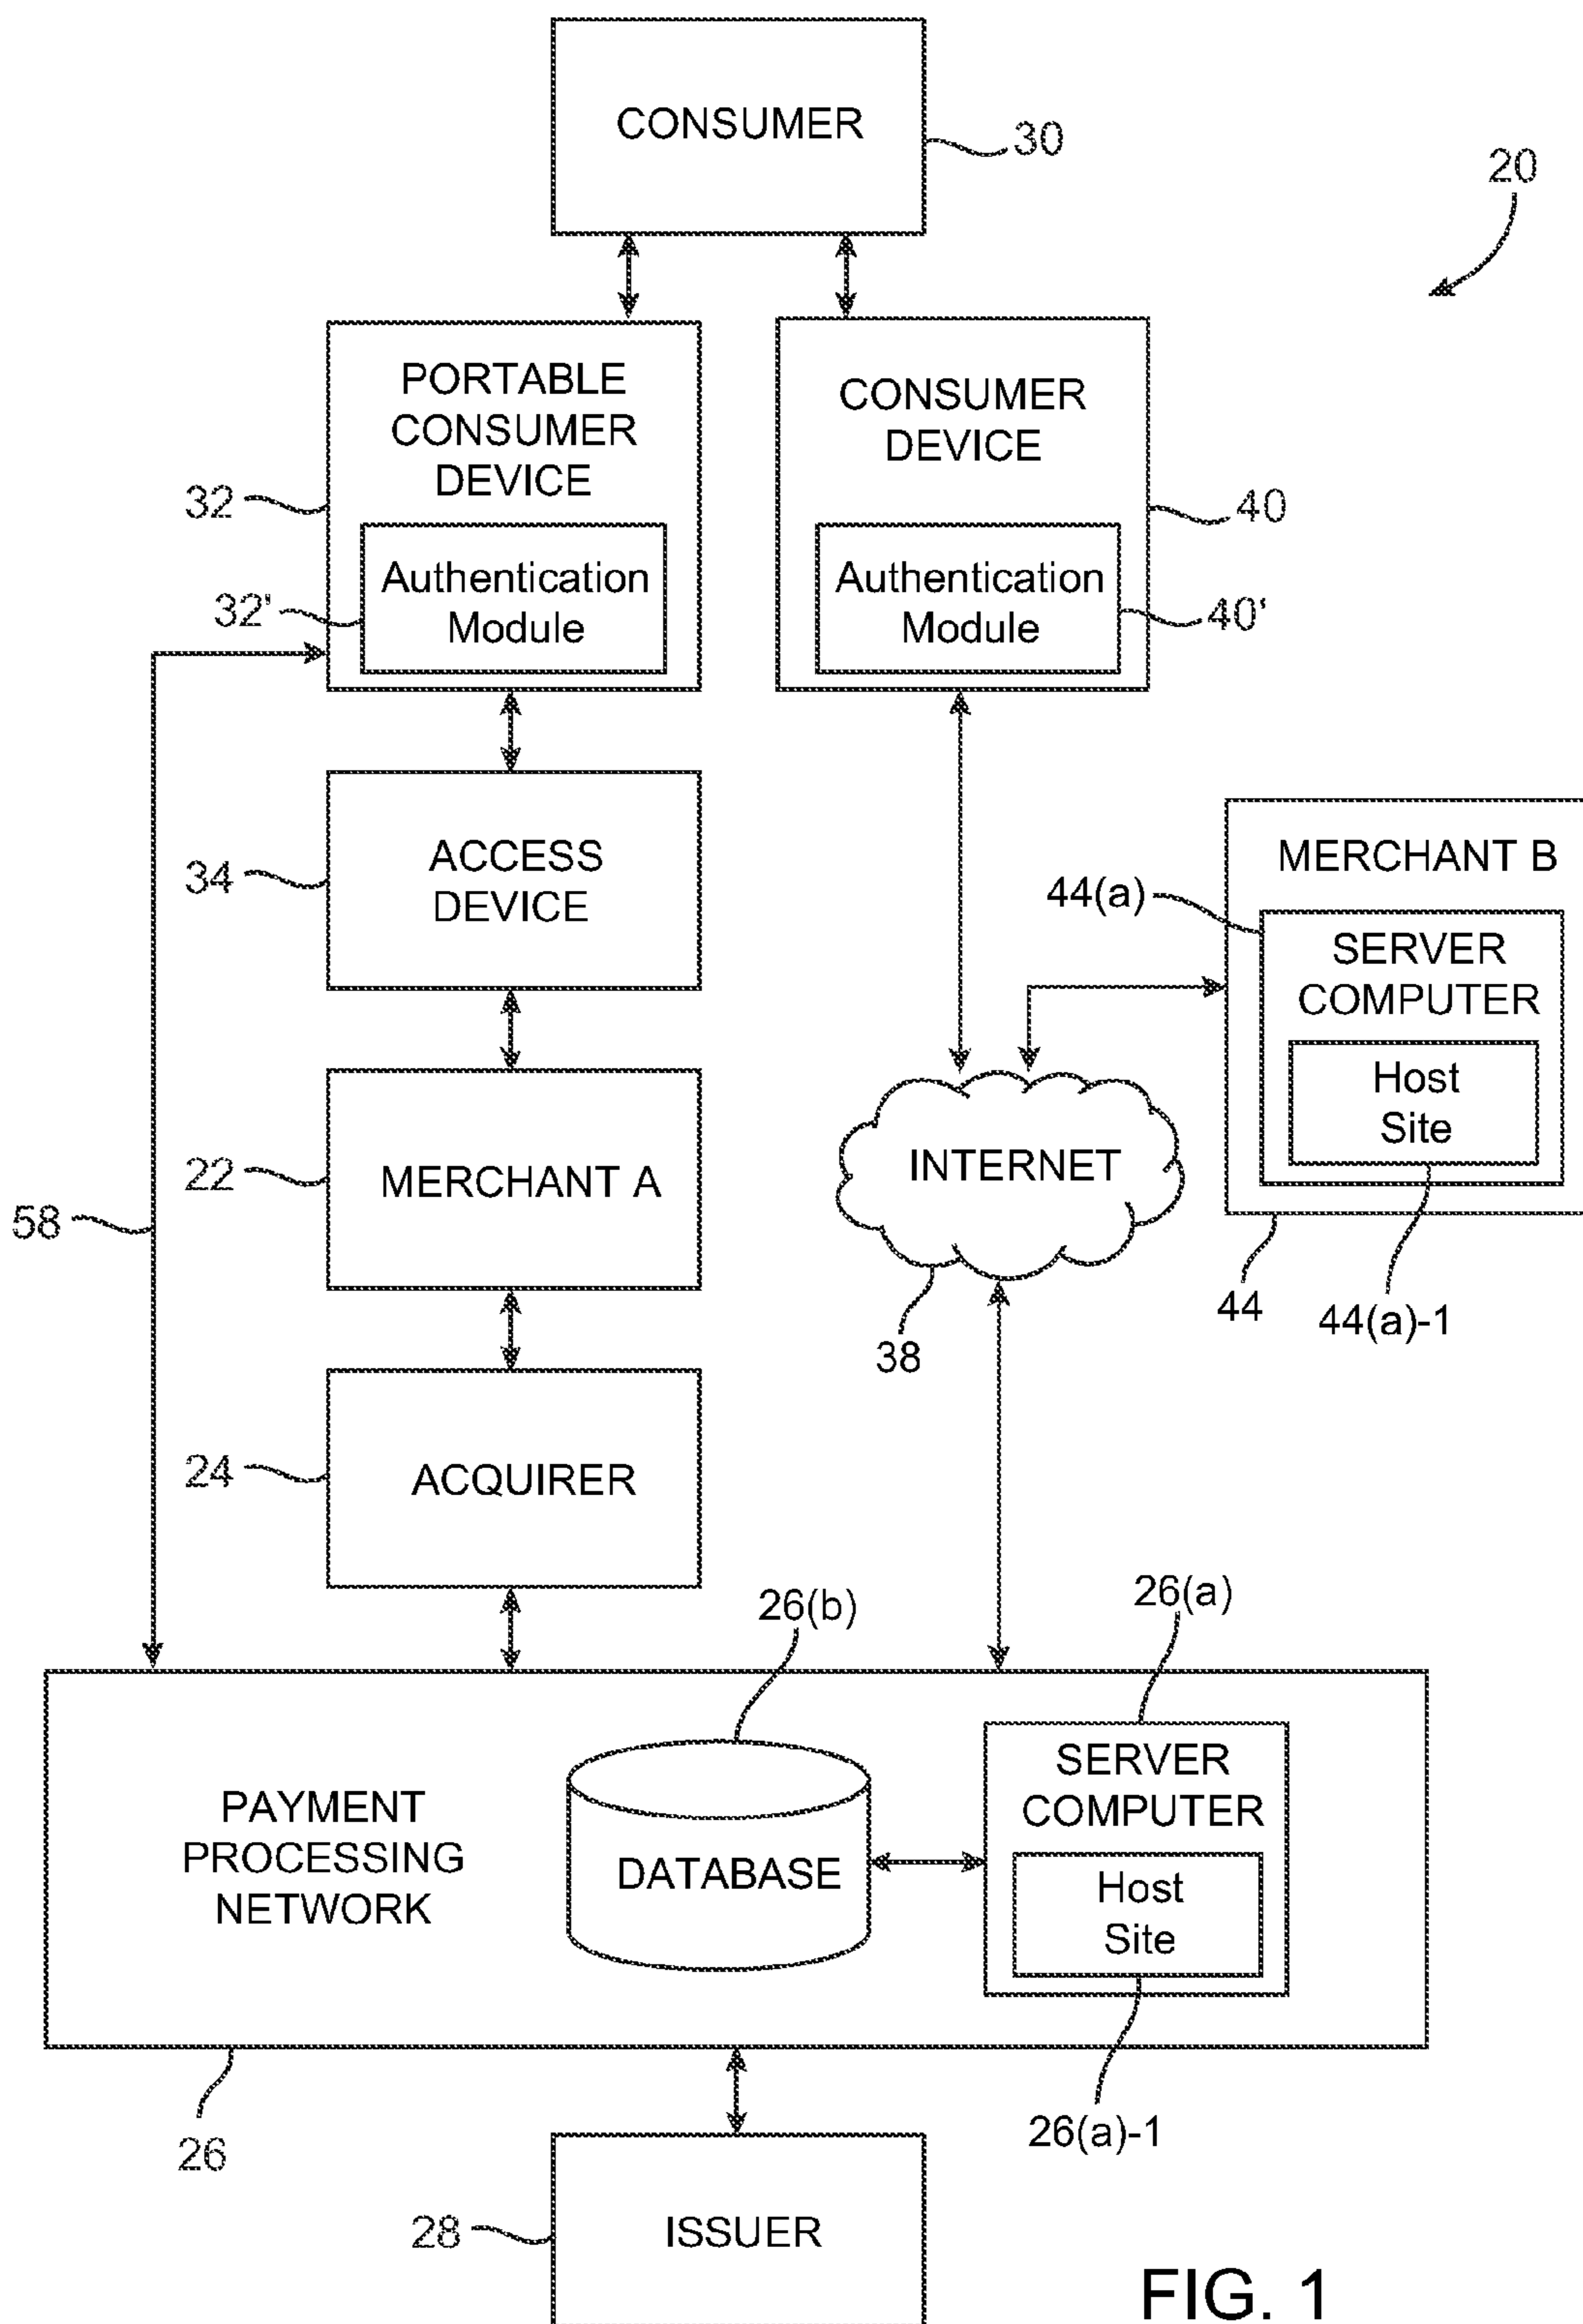 CONSUMER
30
20
PORTABLE
CONSUMER
DEVICE
32
Authentication
Module
32'
CONSUMER
DEVICE
40
Authentication
Module
40'
ACCESS
DEVICE
34
MERCHANT B
44(a)
SERVER
COMPUTER
Host
Site
44
44(a)-1
MERCHANT A
22
58
INTERNET
38
ACQUIRER
24
26(b)
26(a)
PAYMENT
PROCESSING
NETWORK
DATABASE
SERVER
COMPUTER
Host
Site
26
26(a)-1
ISSUER
28
FIG. 1